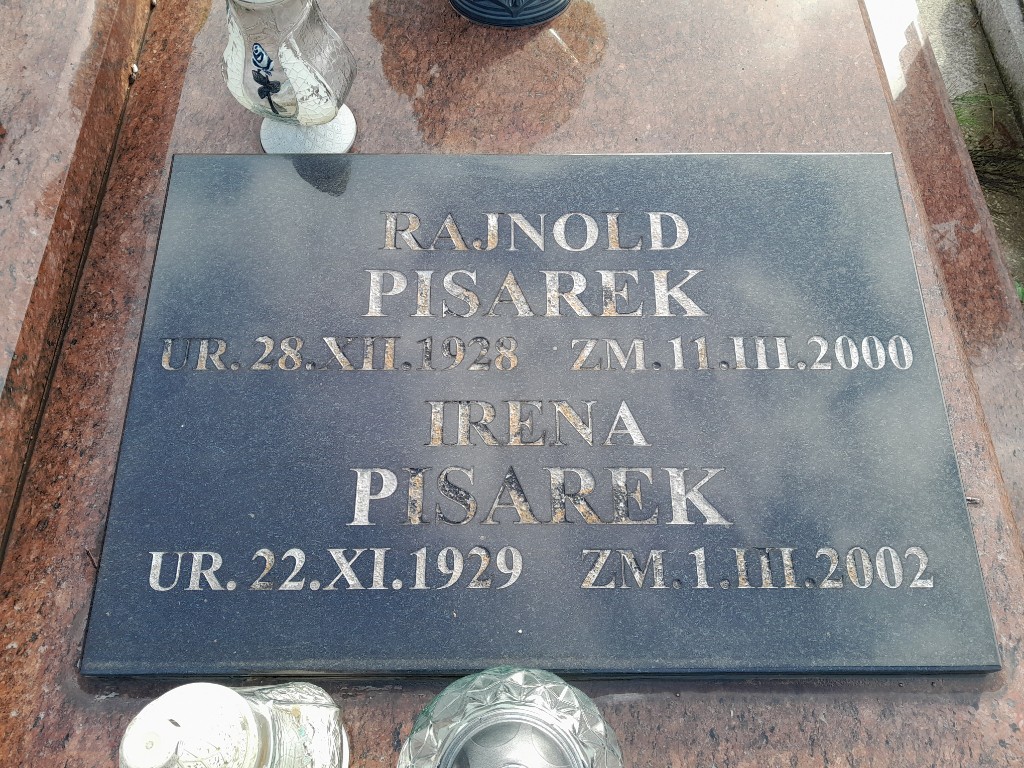 RAJNOLD
PISAREK
UR. 28.XII.1928 ZM.11.III.2000
IRENA
PISAREK
UR. 22.XI.1929 ZM.1.III.2002